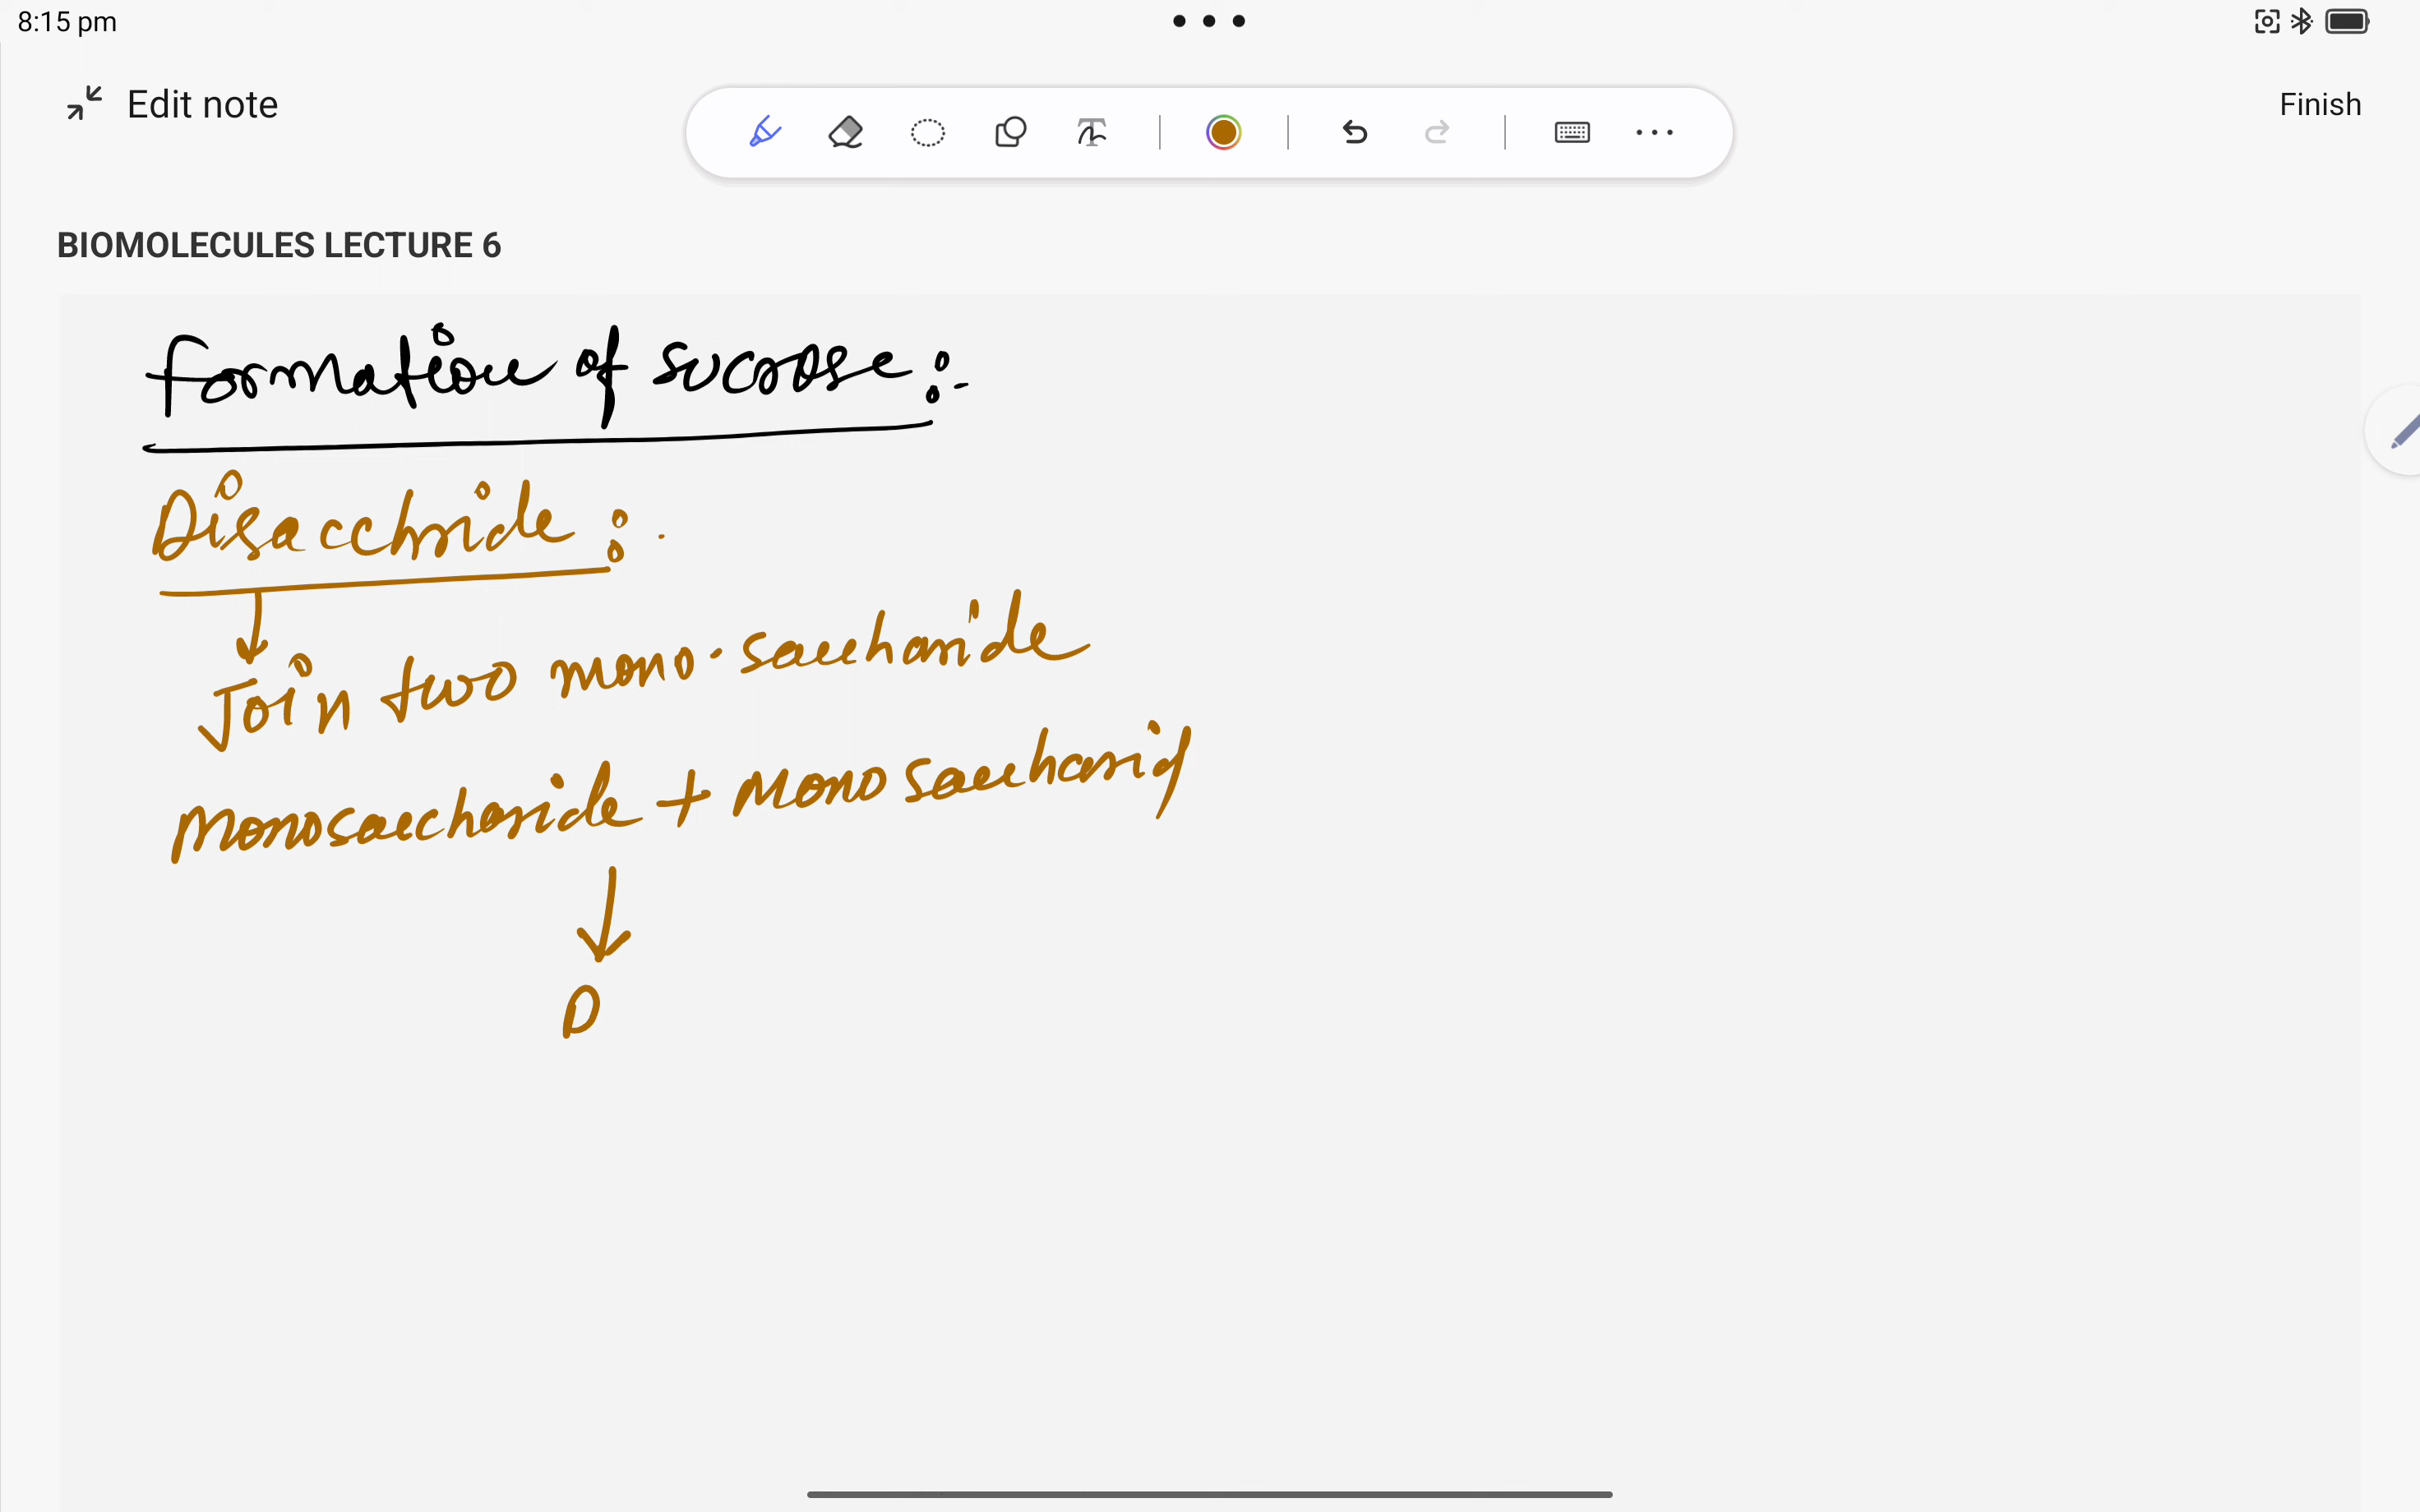 8:15 pm
Edit note
Finish
BIOMOLECULES LECTURE 6
formation of sucrose :-
Disacchride : -
Join two mono-saccharide
monosaccharide + Monosaccharid
D